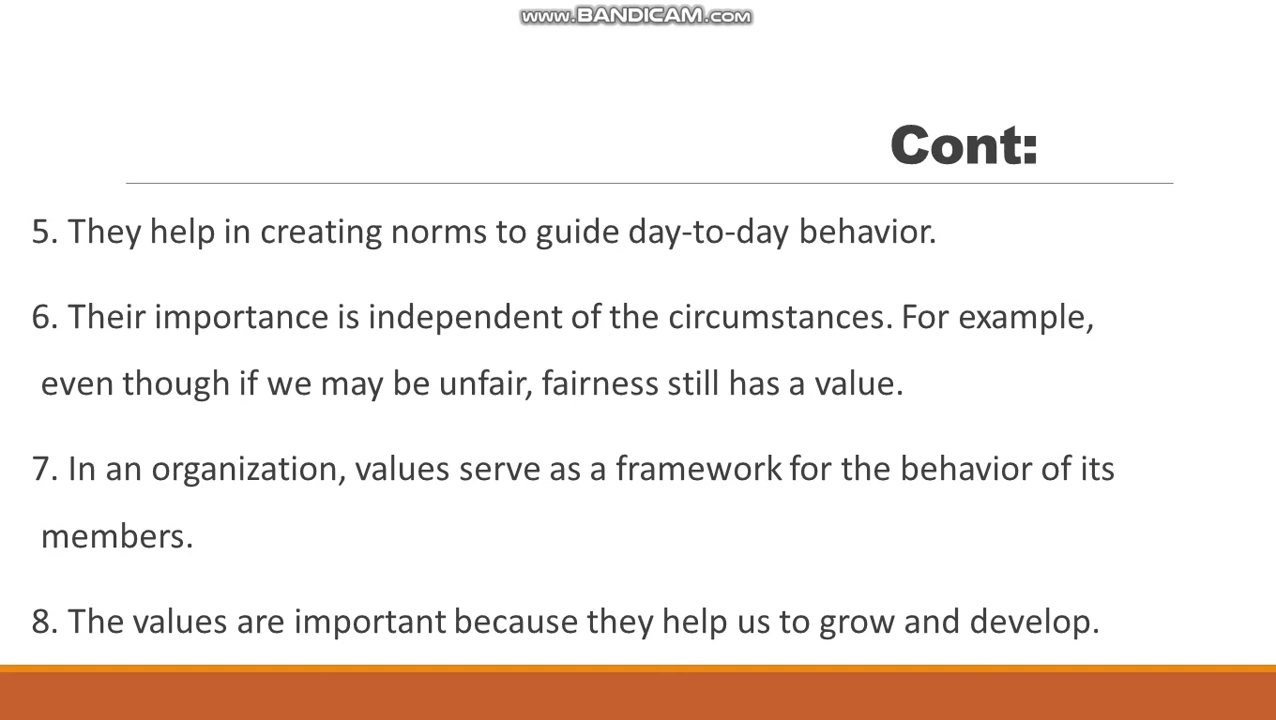 www.BANDICAM.com
Cont:
5. They help in creating norms to guide day-to-day behavior.
6. Their importance is independent of the circumstances. For example,
even though if we may be unfair, fairness still has a value.
7. In an organization, values serve as a framework for the behavior of its
members.
8. The values are important because they help us to grow and develop.